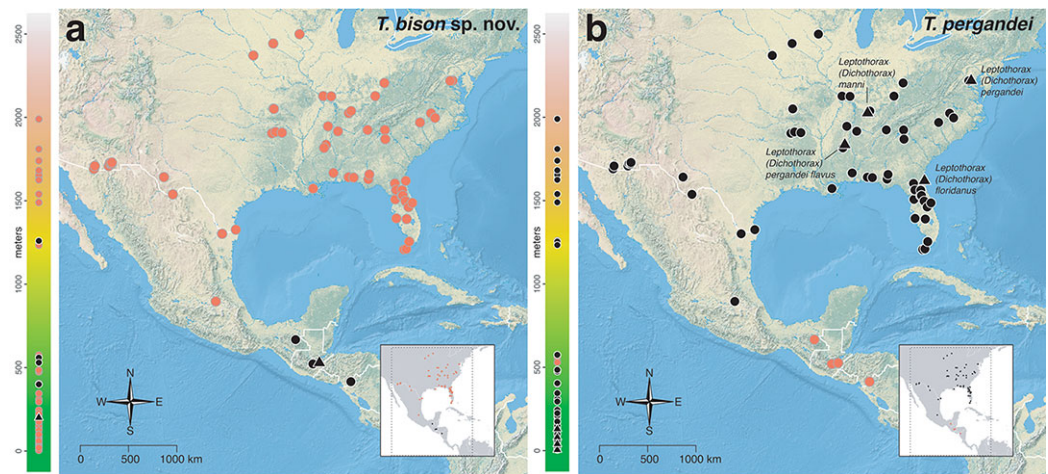 a
T. bison sp. nov.
2500
2000
1500
meters
1000
500
0
N
W
E
S
0 500 1000 km
b
T. pergandei
2500
2000
1500
meters
1000
500
0
Leptothorax
(Dichothorax)
manni
Leptothorax
(Dichothorax)
pergandei
Leptothorax
(Dichothorax)
pergandei flavus
Leptothorax
(Dichothorax)
floridanus
N
W
E
S
0 500 1000 km